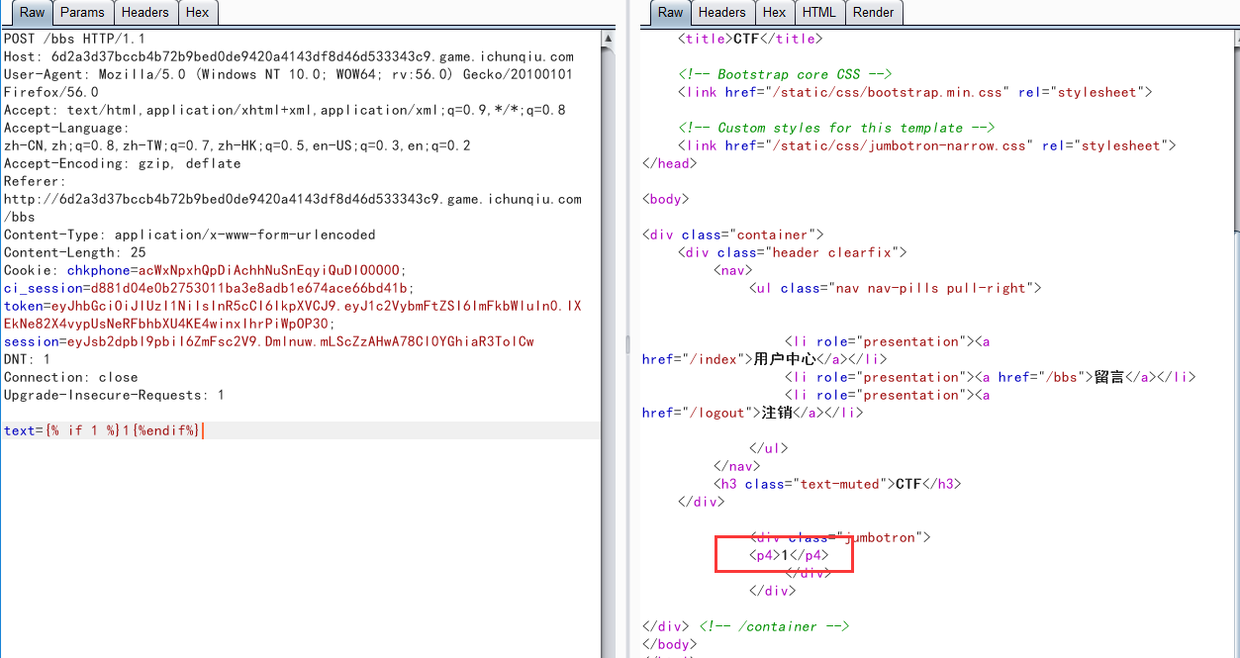 Raw Params Headers Hex
POST /bbs HTTP/1.1
Host: 6d2a3d37bccb4b72b9bed0de9420a4143df8d46d533343c9.game.ichunqiu.com
User-Agent: Mozilla/5.0 (Windows NT 10.0; WOW64; rv:56.0) Gecko/20100101
Firefox/56.0
Accept: text/html,application/xhtml+xml,application/xml;q=0.9,*/*;q=0.8
Accept-Language:
zh-CN,zh;q=0.8,zh-TW;q=0.7,zh-HK;q=0.5,en-US;q=0.3,en;q=0.2
Accept-Encoding: gzip, deflate
Referer:
http://6d2a3d37bccb4b72b9bed0de9420a4143df8d46d533343c9.game.ichunqiu.com
/bbs
Content-Type: application/x-www-form-urlencoded
Content-Length: 25
Cookie: chkphone=acWxNpxhQpDiAchhNuSnEqyiQuDIO0O0O;
ci_session=d881d04e0b2753011ba3e8adb1e674ace66bd41b;
token=eyJhbGciOiJIUzI1NiIsInR5cCI6IkpXVCJ9.eyJ1c2VybmFtZSI6ImFkbWluIn0.IX
EkNe82X4vypUsNeRFbhbXU4KE4winxIhrPiWpOP30;
session=eyJsb2dpbl9pbiI6ZmFsc2V9.DmInuw.mLScZzAHwA78CI0YGhiaR3ToICw
DNT: 1
Connection: close
Upgrade-Insecure-Requests: 1
text={% if 1 %}1{%endif%}
Raw Headers Hex HTML Render
<title>CTF</title>
<!-- Bootstrap core CSS -->
<link href="/static/css/bootstrap.min.css" rel="stylesheet">
<!-- Custom styles for this template -->
<link href="/static/css/jumbotron-narrow.css" rel="stylesheet">
</head>
<body>
<div class="container">
<div class="header clearfix">
<nav>
<ul class="nav nav-pills pull-right">
<li role="presentation"><a
href="/index">用户中心</a></li>
<li role="presentation"><a href="/bbs">留言</a></li>
<li role="presentation"><a
href="/logout">注销</a></li>
</ul>
</nav>
<h3 class="text-muted">CTF</h3>
</div>
<div class="jumbotron">
<p4>1</p4>
</div>
</div>
</div> <!-- /container -->
</body>